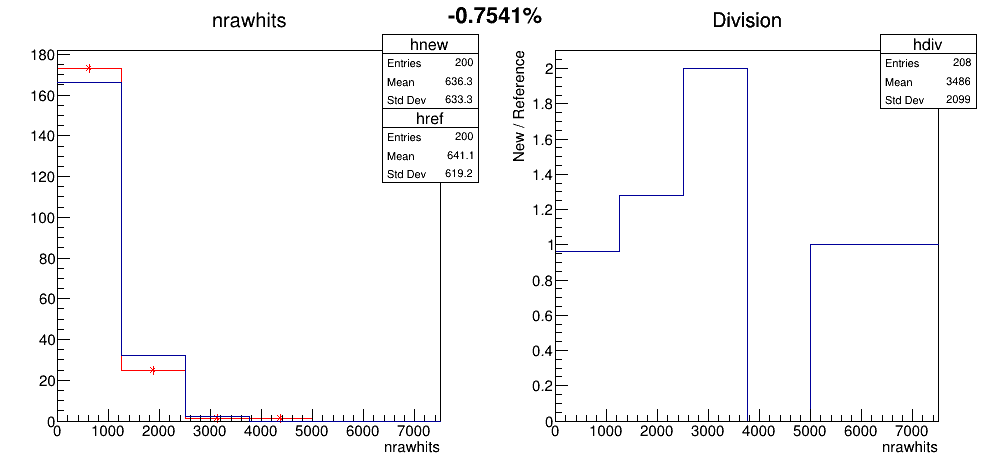 -0.7541%
nrawhits
hnew
Entries 200
Mean 636.3
Std Dev 633.3
href
Entries 200
Mean 641.1
Std Dev 619.2
180
160
140
120
100
80
60
40
20
0
0 1000 2000 3000 4000 5000 6000 7000
nrawhits
Division
hdiv
Entries 208
Mean 3486
Std Dev 2099
New / Reference
2
1.8
1.6
1.4
1.2
1
0.8
0.6
0.4
0.2
0
0 1000 2000 3000 4000 5000 6000 7000
nrawhits